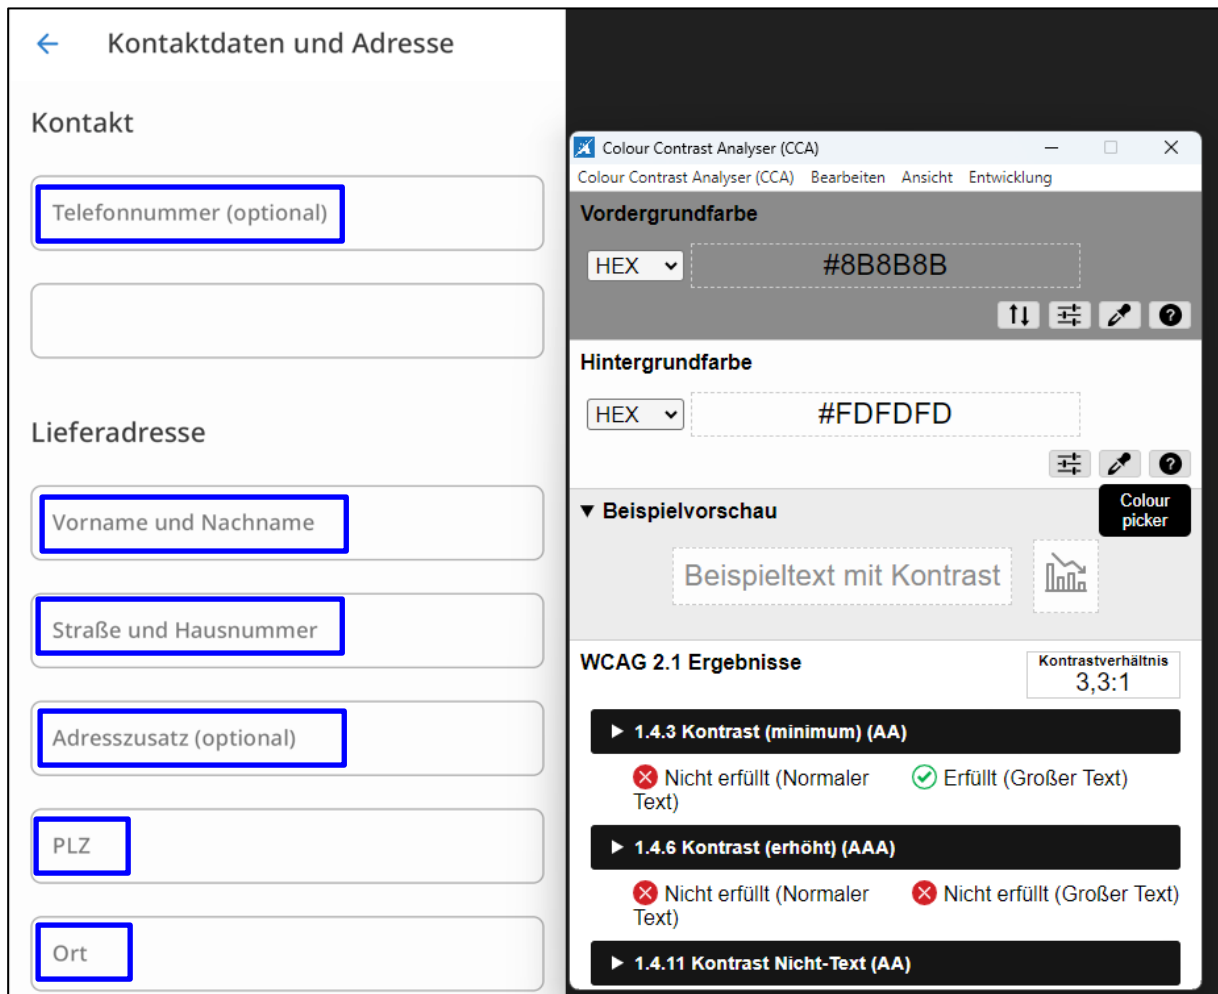 Kontaktdaten und Adresse
Kontakt
Telefonnummer (optional)
Lieferadresse
Vorname und Nachname
Straße und Hausnummer
Adresszusatz (optional)
PLZ
Ort
Colour Contrast Analyser (CCA)
Colour Contrast Analyser (CCA) Bearbeiten Ansicht Entwicklung
Vordergrundfarbe
HEX #8B8B8B
Hintergrundfarbe
HEX #FDFDFD
Colour
picker
Beispielvorschau
Beispieltext mit Kontrast
WCAG 2.1 Ergebnisse
Kontrastverhältnis
3,3:1
1.4.3 Kontrast (minimum) (AA)
Nicht erfüllt (Normaler
Text)
Erfüllt (Großer Text)
1.4.6 Kontrast (erhöht) (AAA)
Nicht erfüllt (Normaler
Text)
Nicht erfüllt (Großer Text)
1.4.11 Kontrast Nicht-Text (AA)